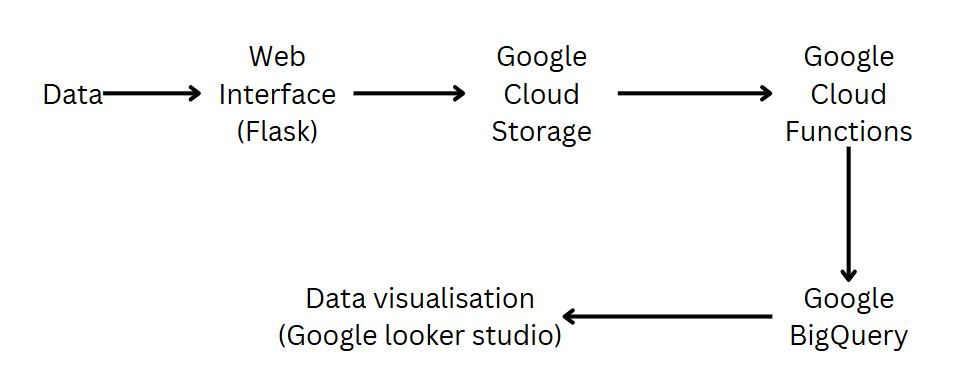 Data
Web
Interface
(Flask)
Google
Cloud
Storage
Google
Cloud
Functions
Data visualisation
(Google looker studio)
Google
BigQuery